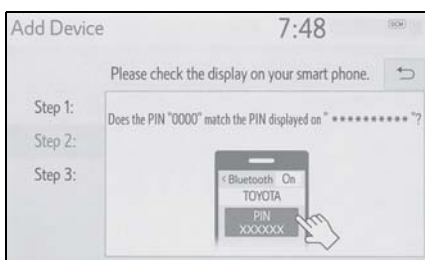 Add Device
7:48
DCM
Please check the display on your smart phone.
Step 1:
Does the PIN "0000" match the PIN displayed on " ********** "?
Step 2:
Step 3:
< Bluetooth On
TOYOTA
PIN
XXXXXX